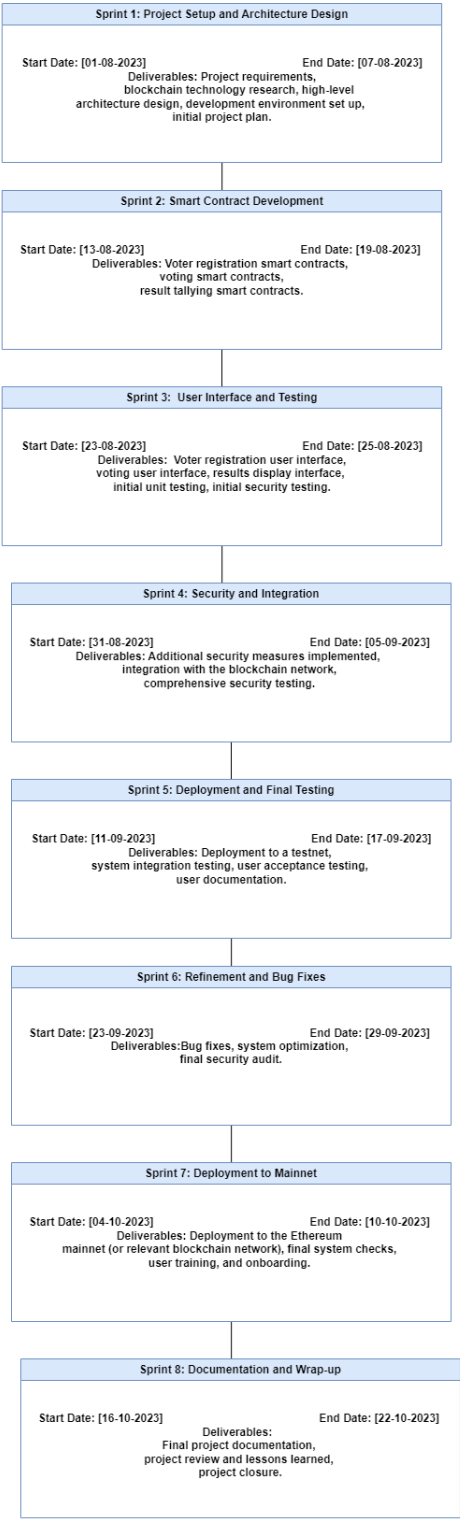 Sprint 1: Project Setup and Architecture Design
Start Date: [01-08-2023] End Date: [07-08-2023]
Deliverables: Project requirements,
blockchain technology research, high-level
architecture design, development environment set up,
initial project plan.
Sprint 2: Smart Contract Development
Start Date: [13-08-2023] End Date: [19-08-2023]
Deliverables: Voter registration smart contracts,
voting smart contracts,
result tallying smart contracts.
Sprint 3: User Interface and Testing
Start Date: [23-08-2023] End Date: [25-08-2023]
Deliverables: Voter registration user interface,
voting user interface, results display interface,
initial unit testing, initial security testing.
Sprint 4: Security and Integration
Start Date: [31-08-2023] End Date: [05-09-2023]
Deliverables: Additional security measures implemented,
integration with the blockchain network,
comprehensive security testing.
Sprint 5: Deployment and Final Testing
Start Date: [11-09-2023] End Date: [17-09-2023]
Deliverables: Deployment to a testnet,
system integration testing, user acceptance testing,
user documentation.
Sprint 6: Refinement and Bug Fixes
Start Date: [23-09-2023] End Date: [29-09-2023]
Deliverables:Bug fixes, system optimization,
final security audit.
Sprint 7: Deployment to Mainnet
Start Date: [04-10-2023] End Date: [10-10-2023]
Deliverables: Deployment to the Ethereum
mainnet (or relevant blockchain network), final system checks,
user training, and onboarding.
Sprint 8: Documentation and Wrap-up
Start Date: [16-10-2023] End Date: [22-10-2023]
Deliverables:
Final project documentation,
project review and lessons learned,
project closure.